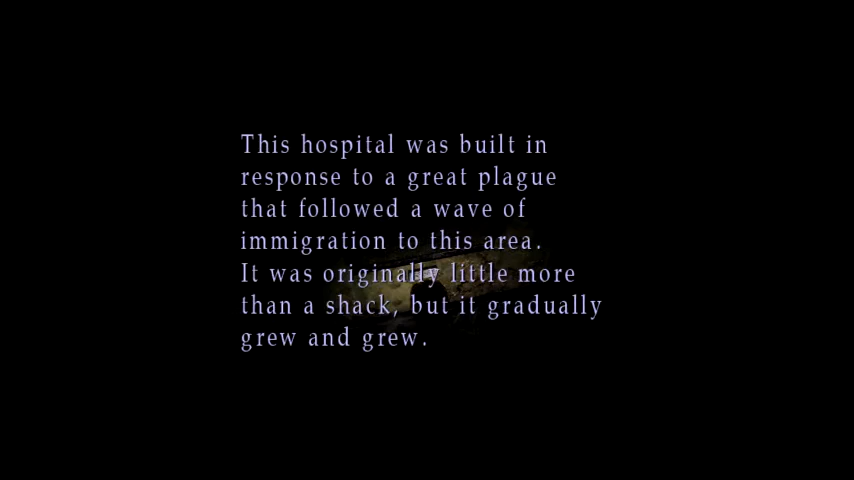 This hospital was built in
response to a great plague
that followed a wave of
immigration to this area.
It was originally little more
than a shack, but it gradually
grew and grew.